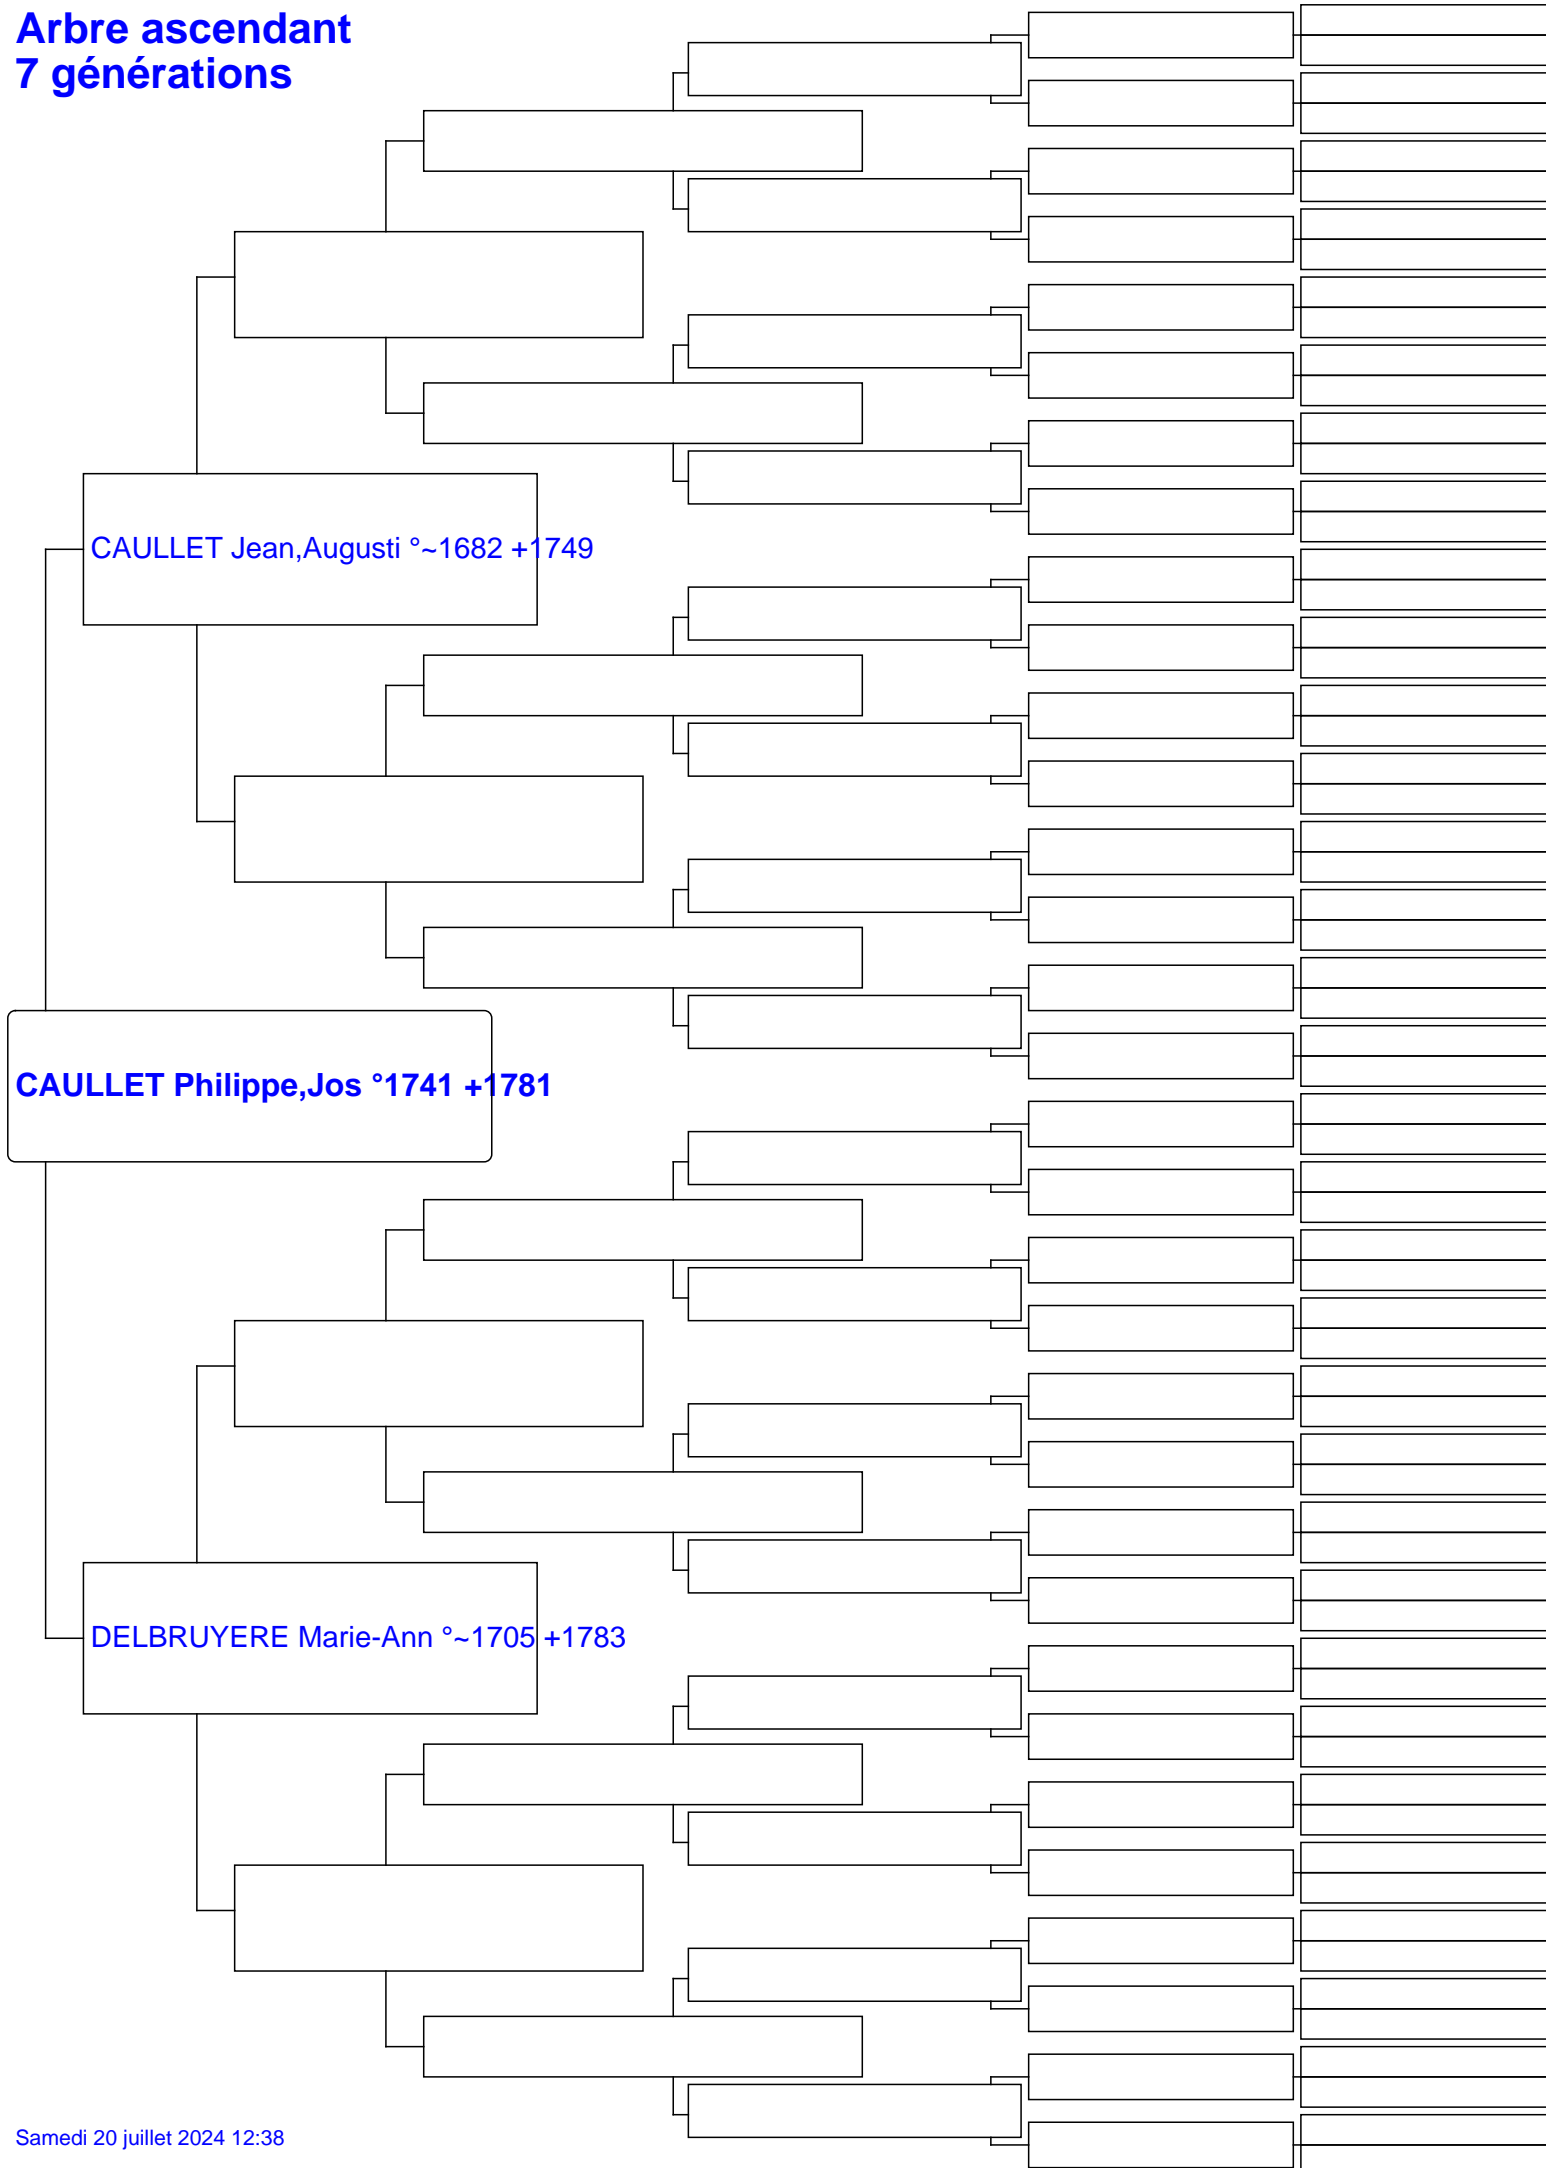 Arbre ascendant
7 générations
CAULLET Jean,Augusti °~1682 +1749
CAULLET Philippe,Jos °1741 +1781
DELBRUYERE Marie-Ann °~1705 +1783
Samedi 20 juillet 2024 12:38